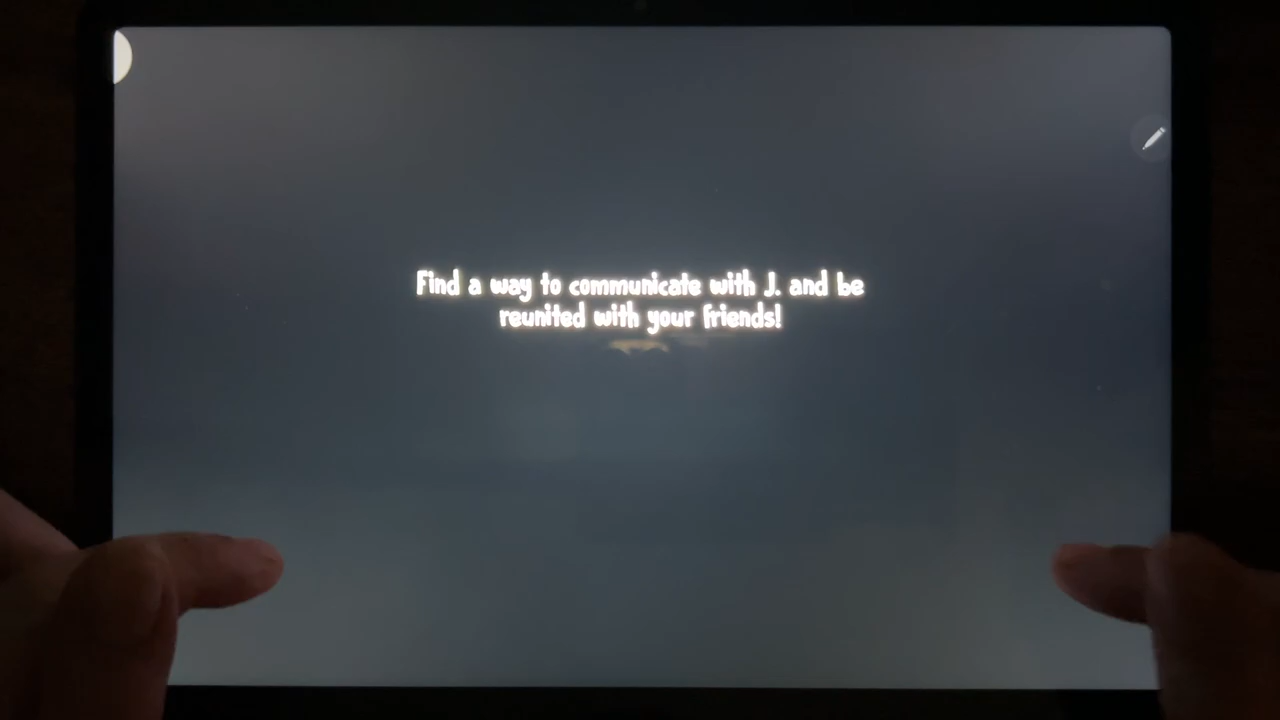 Find a way to communicate with J. and be
reunited with your friends!